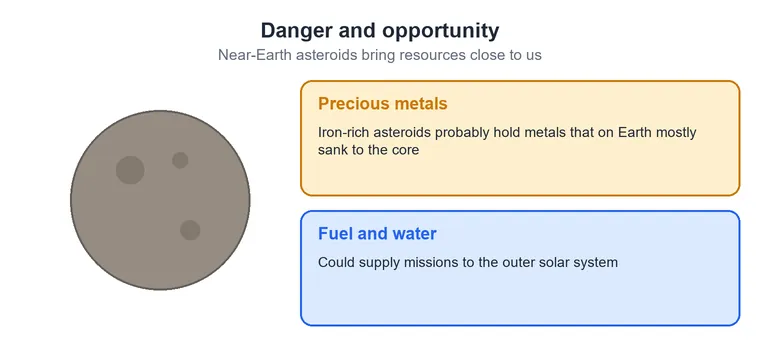 Danger and opportunity
Near-Earth asteroids bring resources close to us
Precious metals
Iron-rich asteroids probably hold metals that on Earth mostly
sank to the core
Fuel and water
Could supply missions to the outer solar system